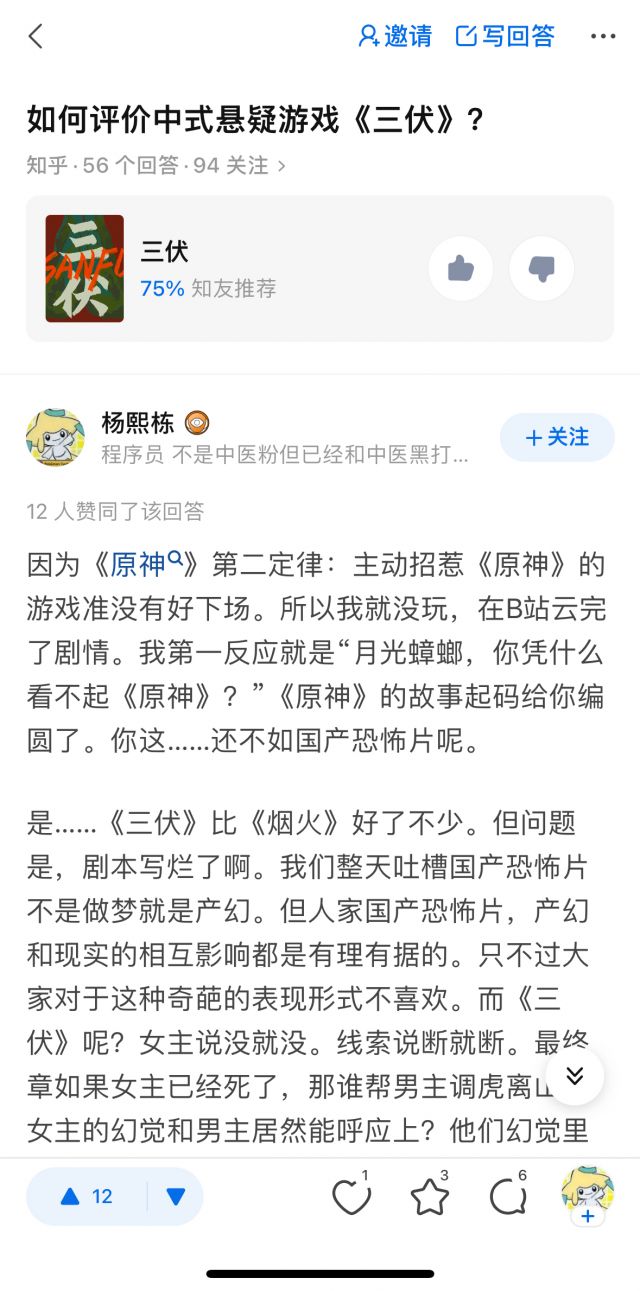 邀请 写回答
如何评价中式悬疑游戏《三伏》?
知乎·56 个回答·94 关注 >
三伏
SANFU
三伏
75% 知友推荐
杨熙栋
+关注
程序员 不是中医粉但已经和中医黑打...
12 人赞同了该回答
因为《原神》第二定律：主动招惹《原神》的
游戏准没有好下场。所以我就没玩，在B站云完
了剧情。我第一反应就是“月光蟑螂，你凭什么
看不起《原神》？”《原神》的故事起码给你编
圆了。你这......还不如国产恐怖片呢。
是......《三伏》比《烟火》好了不少。但问题
是，剧本写烂了啊。我们整天吐槽国产恐怖片
不是做梦就是产幻。但人家国产恐怖片，产幻
和现实的相互影响都是有理有据的。只不过大
家对于这种奇葩的表现形式不喜欢。而《三
伏》呢？女主说没就没。线索说断就断。最终
章如果女主已经死了，那谁帮男主调虎离山
女主的幻觉和男主居然能呼应上？他们幻觉里
12
1
3
6